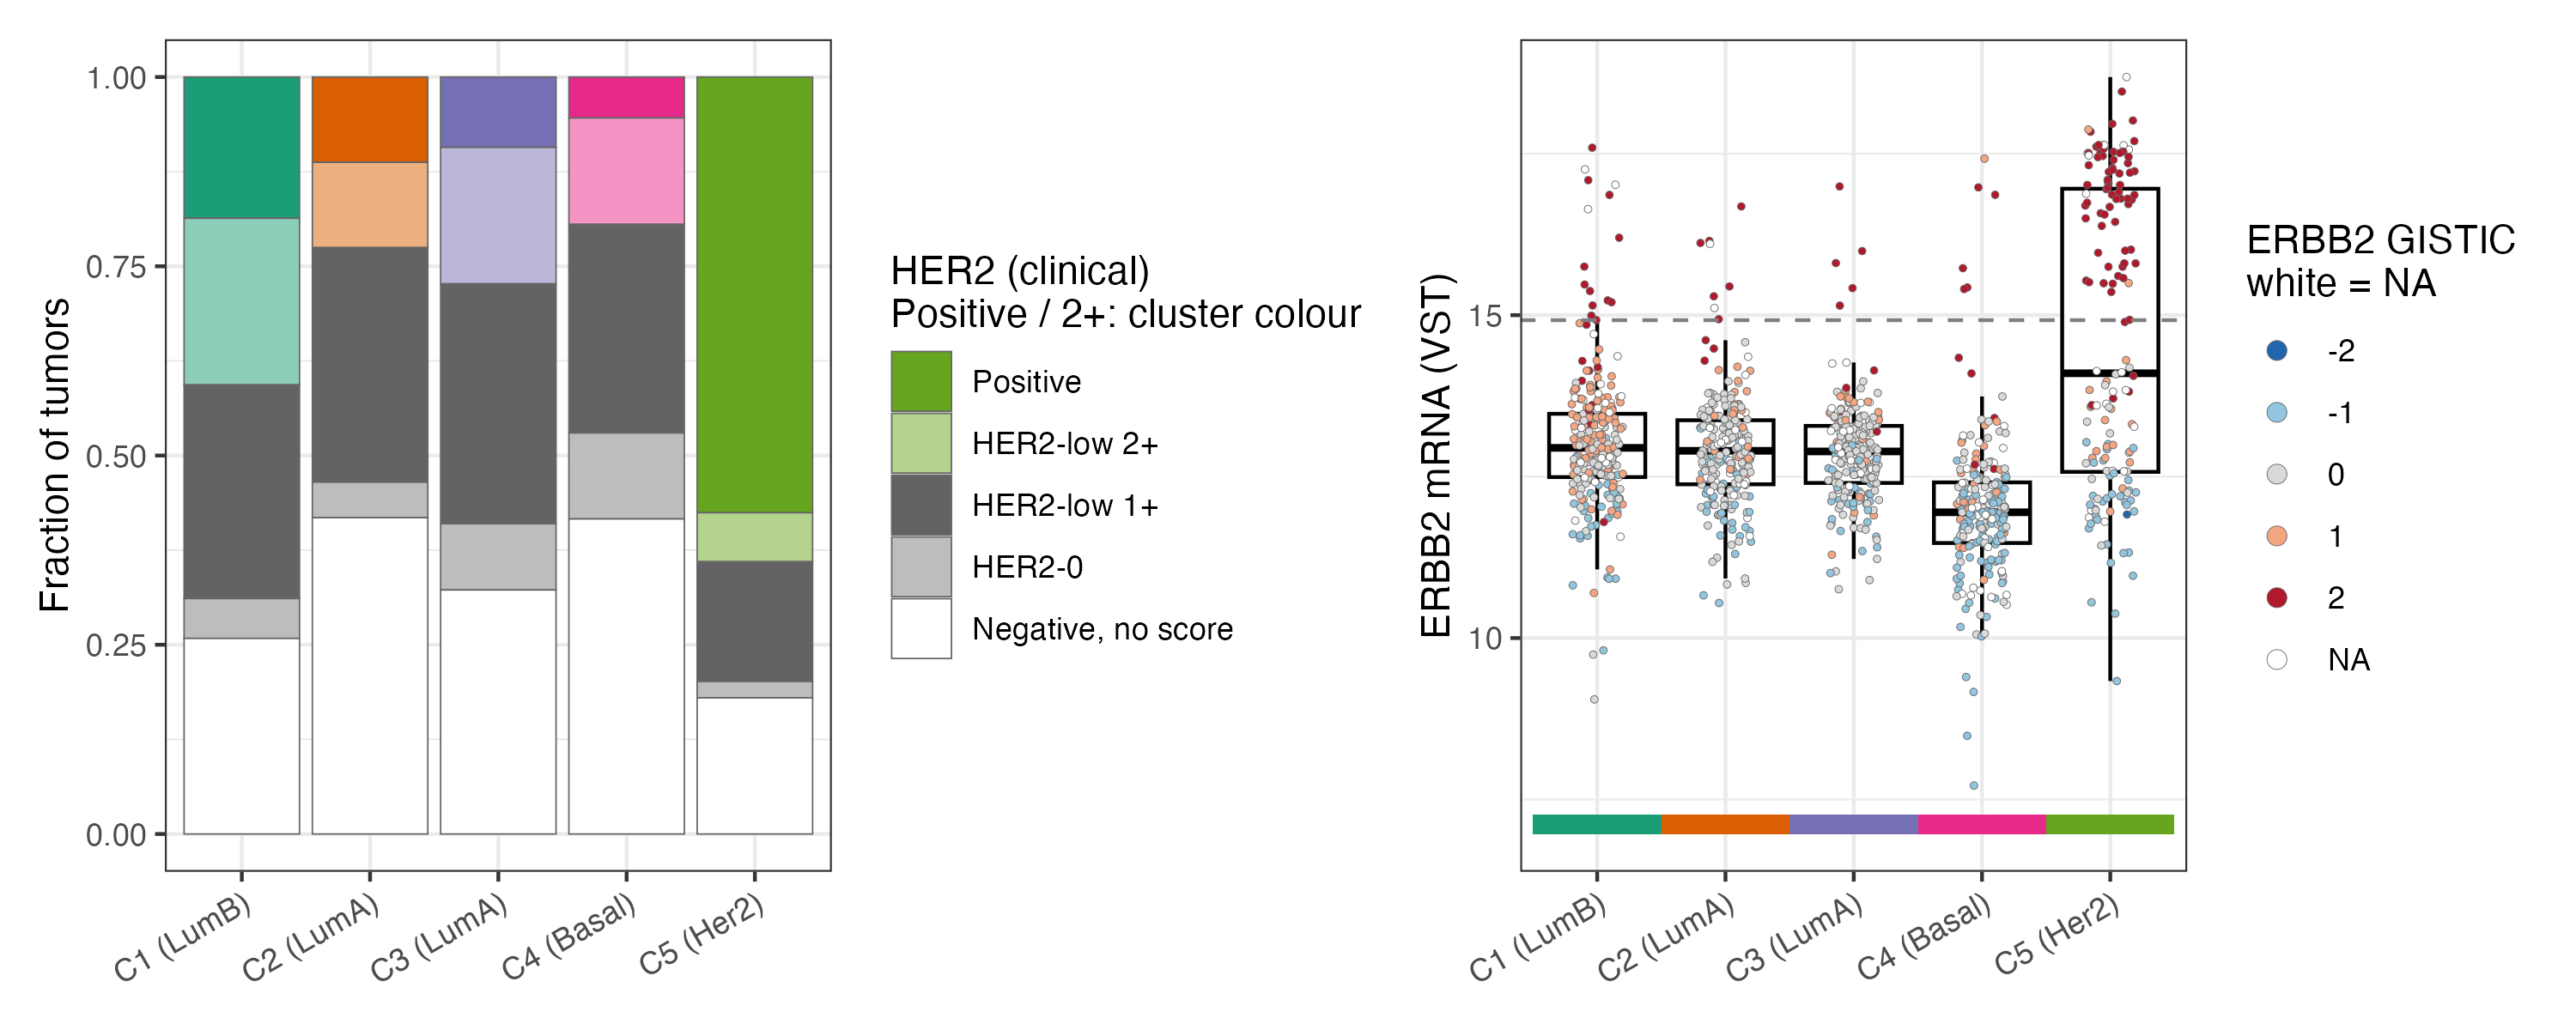 Fraction of tumors
1.00
0.75
0.50
0.25
0.00
C1 (LumB)
C2 (LumA)
C3 (LumA)
C4 (Basal)
C5 (Her2)
HER2 (clinical)
Positive / 2+: cluster colour
Positive
HER2-low 2+
HER2-low 1+
HER2-0
Negative, no score
ERBB2 mRNA (VST)
15
10
C1 (LumB)
C2 (LumA)
C3 (LumA)
C4 (Basal)
C5 (Her2)
ERBB2 GISTIC
white = NA
-2
-1
0
1
2
NA